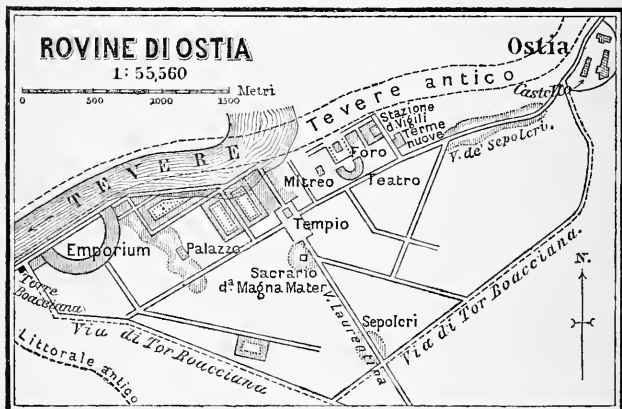 ROVINE DI OSTIA
1: 55,560
Metri
0 500 1000 1500
Ostia
Castello
Tevere antico
Stazione
d. Vigili
Terme
nuove
Foro
V. de' Sepolcri.
TEVERE
Mitreo
Teatro
Tempio
Emporium
Palazzo
Sacrario
dª Magna Mater
V. Laurentina
Sepolcri
Via di Tor Boacciana.
Torre
Boacciana
Via di Tor Boacciana
Littorale antico
N.